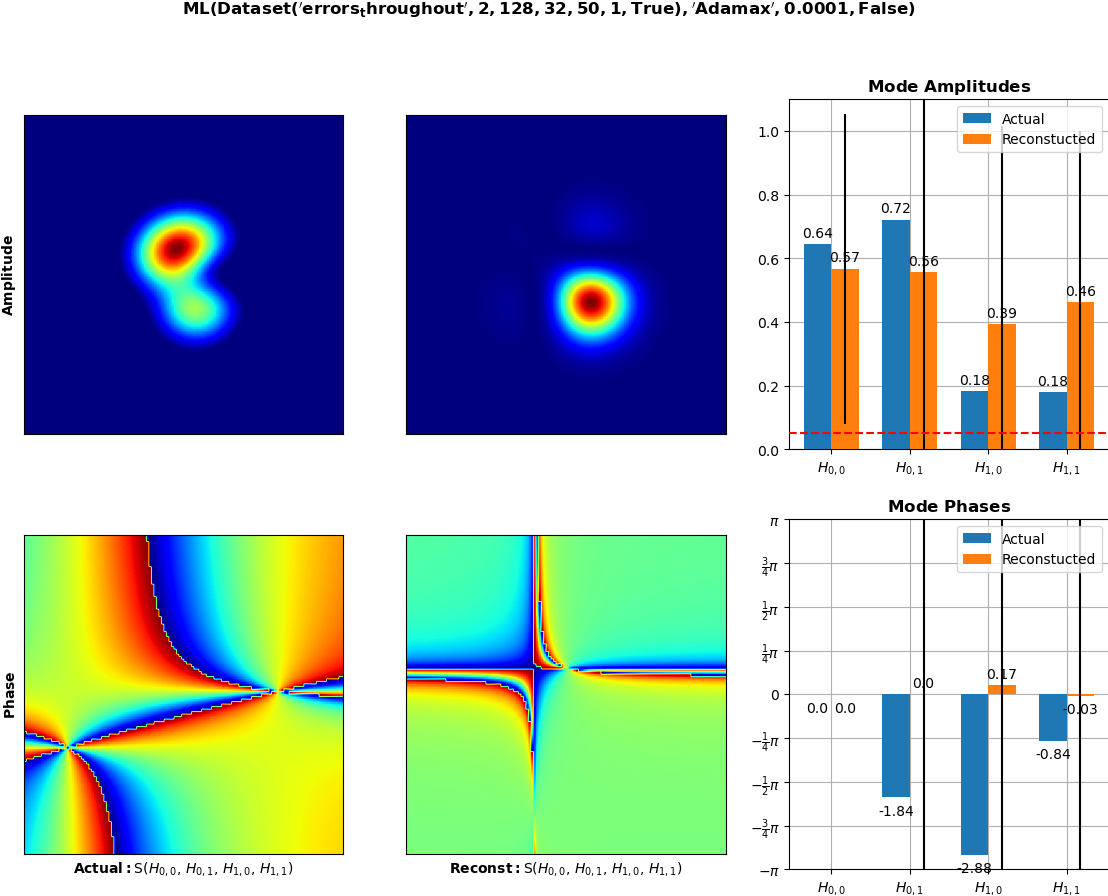 ML(Dataset('errors_throughout', 2, 128, 32, 50, 1, True), 'Adamax', 0.0001, False)
Amplitude
Mode Amplitudes
Actual
Reconstucted
1.0
0.8
0.6
0.4
0.2
0.0
0.64
0.57
0.72
0.56
0.18
0.39
0.18
0.46
H0,0
H0,1
H1,0
H1,1
Phase
Actual: S(H0,0, H0,1, H1,0, H1,1)
Reconst: S(H0,0, H0,1, H1,0, H1,1)
Mode Phases
Actual
Reconstucted
π
3/4π
1/2π
1/4π
0
−1/4π
−1/2π
−3/4π
−π
0.0
0.0
-1.84
0.0
-2.88
0.17
-0.84
-0.03
H0,0
H0,1
H1,0
H1,1